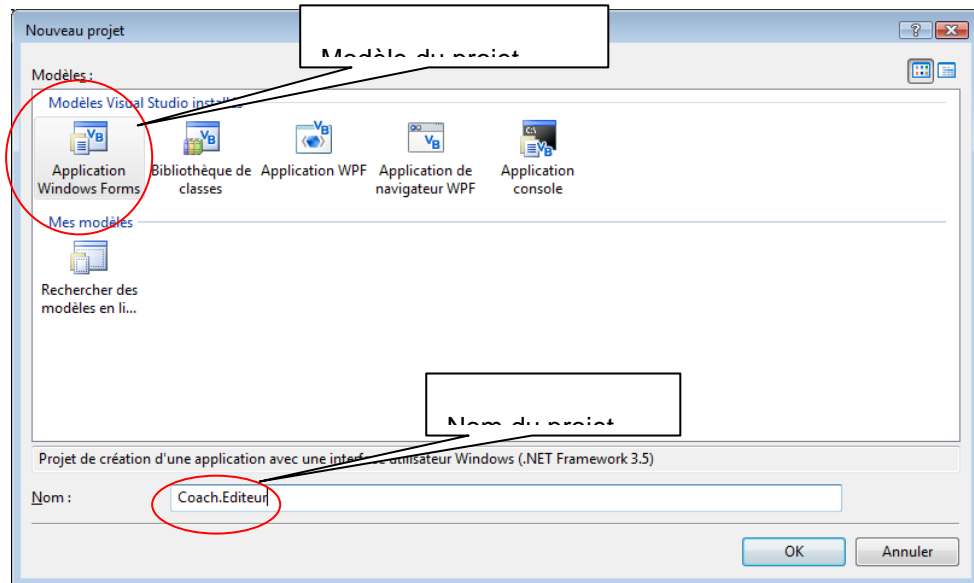 Nouveau projet
Modèle du projet
Modèles :
Modèles Visual Studio installés
Application Windows Forms
Bibliothèque de classes
Application WPF
Application de navigateur WPF
Application console
Mes modèles
Rechercher des modèles en li...
Nom du projet
Projet de création d'une application avec une interface utilisateur Windows (.NET Framework 3.5)
Nom :
Coach.Editeur
OK
Annuler